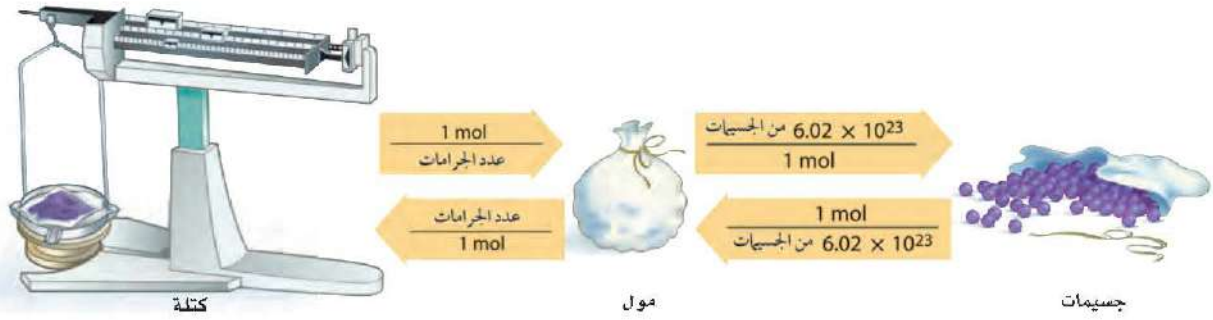 1 mol
عدد الجرامات
6.02 × 10²³ من الجسيمات
1 mol
عدد الجرامات
1 mol
1 mol
6.02 × 10²³ من الجسيمات
كتلة
مول
جسيمات